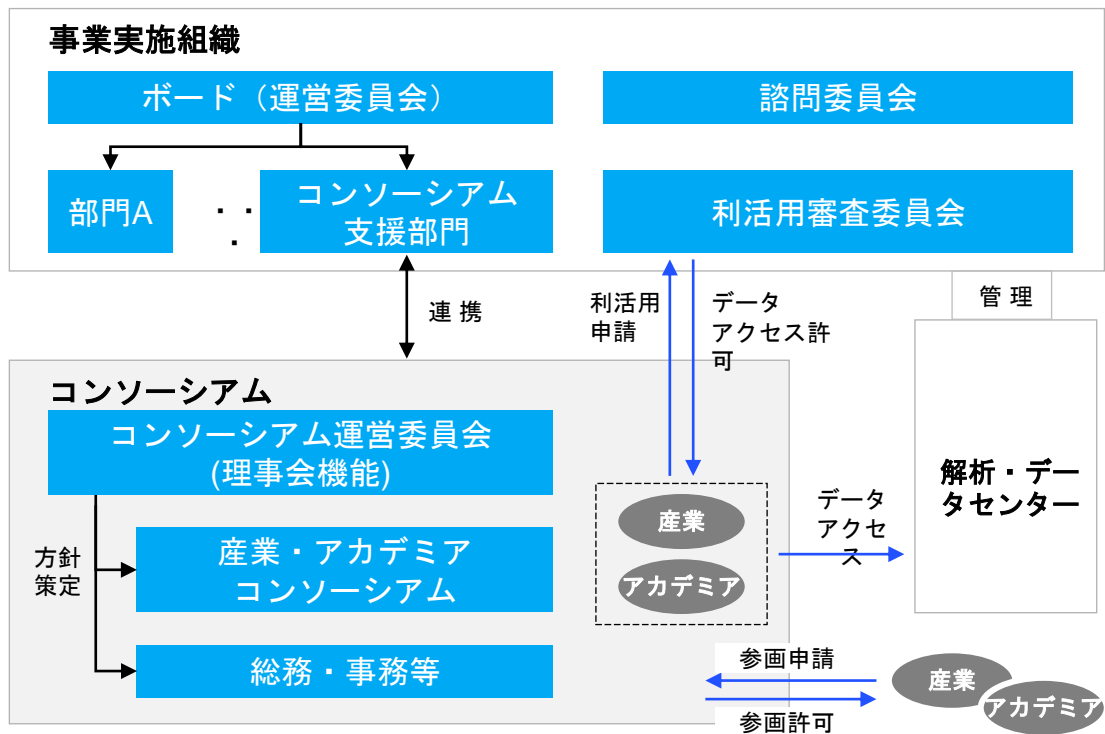 事業実施組織
ボード（運営委員会）
諮問委員会
部門A
・・
・
コンソーシアム
支援部門
利活用審査委員会
連 携
利活用
申請
データ
アクセス許
可
管 理
コンソーシアム
コンソーシアム運営委員会
(理事会機能)
方針
策定
産業・アカデミア
コンソーシアム
総務・事務等
産業
アカデミア
データ
アクセ
ス
解析・デー
タセンター
参画申請
参画許可
産業
アカデミア